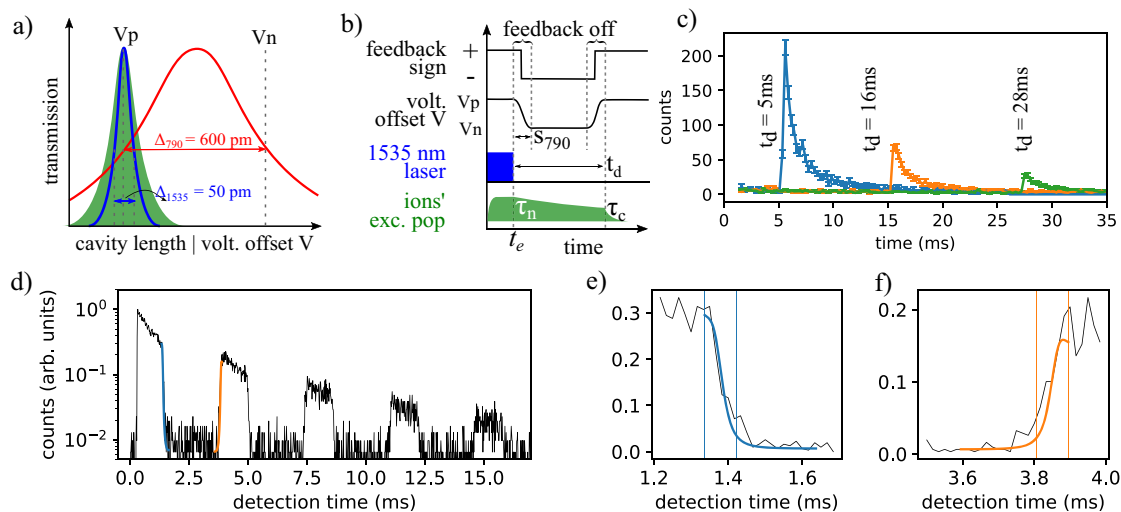 a)
Vp
Vn
transmission
Δ790 = 600 pm
Δ1535 = 50 pm
cavity length | volt. offset V
b)
feedback off
feedback
sign
+
-
volt.
offset V
Vp
Vn
s790
1535 nm
laser
td
ions'
exc. pop
τn
τc
te
time
c)
counts
200
150
100
50
0
td = 5ms
td = 16ms
td = 28ms
0
5
10
15
20
25
30
35
time (ms)
d)
counts (arb. units)
10⁰
10⁻¹
10⁻²
0.0
2.5
5.0
7.5
10.0
12.5
15.0
detection time (ms)
e)
0.3
0.2
0.1
0.0
1.2
1.4
1.6
detection time (ms)
f)
0.2
0.1
0.0
3.6
3.8
4.0
detection time (ms)